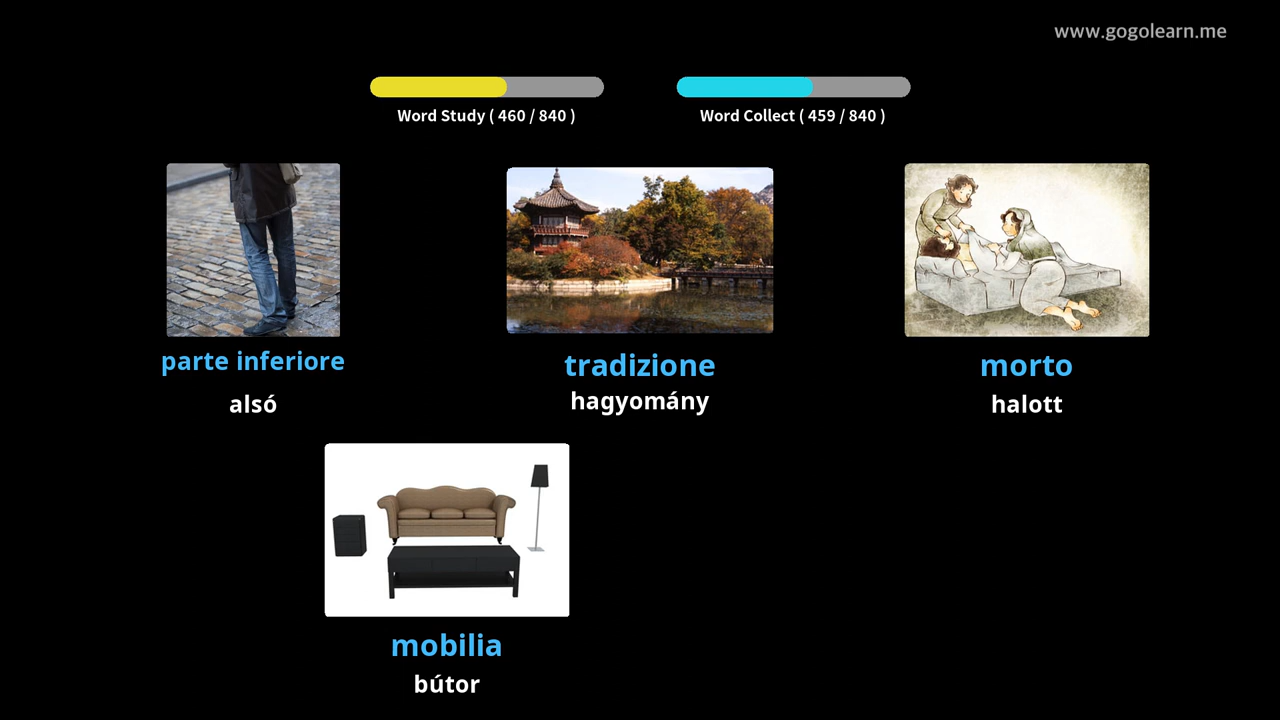 www.gogolearn.me
Word Study ( 460 / 840 )
Word Collect ( 459 / 840 )
parte inferiore
alsó
tradizione
hagyomány
morto
halott
mobilia
bútor